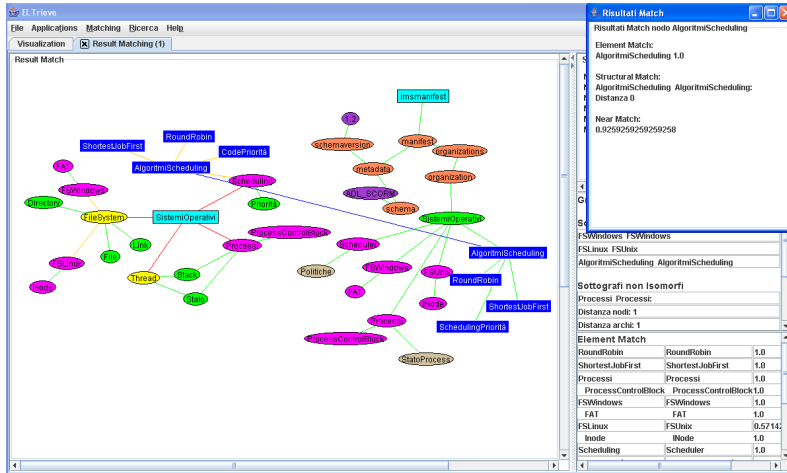 ELTrieve
File Applications Matching Ricerca Help
Visualization Result Matching (1)
Result Match
imsmanifest
1.2
RoundRobin
ShortestJobFirst
CodePriorità
schemaversion
manifest
organizations
FAT
AlgoritmiScheduling
metadata
organization
FSWindows
Scheduling
ADL_SCORM
Directory
Priorità
schema
FileSystem
SistemiOperativi
SistemiOperativi
ProcessControlBlock
Link
Processi
Scheduler
AlgoritmiScheduling
File
FSLinux
Stack
Politiche
FSWindows
FSUnix
Thread
RoundRobin
Inode
Stato
FAT
INode
ShortestJobFirst
Processi
SchedulingPriorità
ProcessControlBlock
StatoProcess
Risultati Match
Risultati Match nodo AlgoritmiScheduling
Element Match:
AlgoritmiScheduling 1.0
Structural Match:
AlgoritmiScheduling AlgoritmiScheduling:
Distanza 0
Near Match:
0.9259259259259258
FSWindows FSWindows
FSLinux FSUnix
AlgoritmiScheduling AlgoritmiScheduling
Sottografi non Isomorfi
Processi Processi:
Distanza nodi: 1
Distanza archi: 1
Element Match
RoundRobin RoundRobin 1.0
ShortestJobFirst ShortestJobFirst 1.0
Processi Processi 1.0
ProcessControlBlock ProcessControlBlock 1.0
FSWindows FSWindows 1.0
FAT FAT 1.0
FSLinux FSUnix 0.5714
Inode INode 1.0
Scheduling Scheduler 1.0